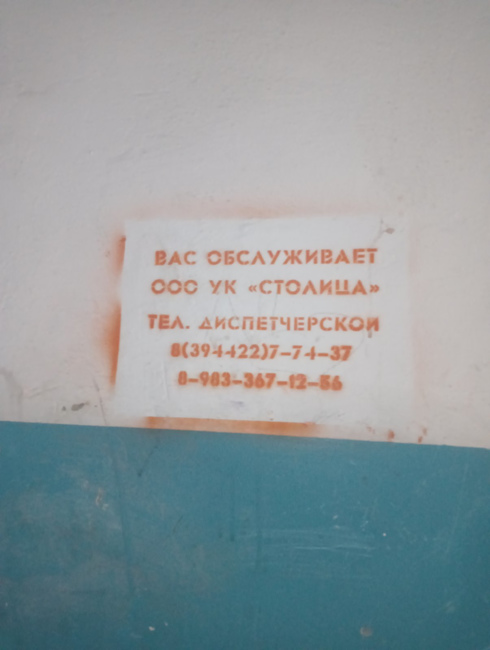 ВАС ОБСЛУЖИВАЕТ
ООО УК «СТОЛИЦА»
ТЕЛ. ДИСПЕТЧЕРСКОЙ
8(394422)7-74-37
8-983-367-12-56